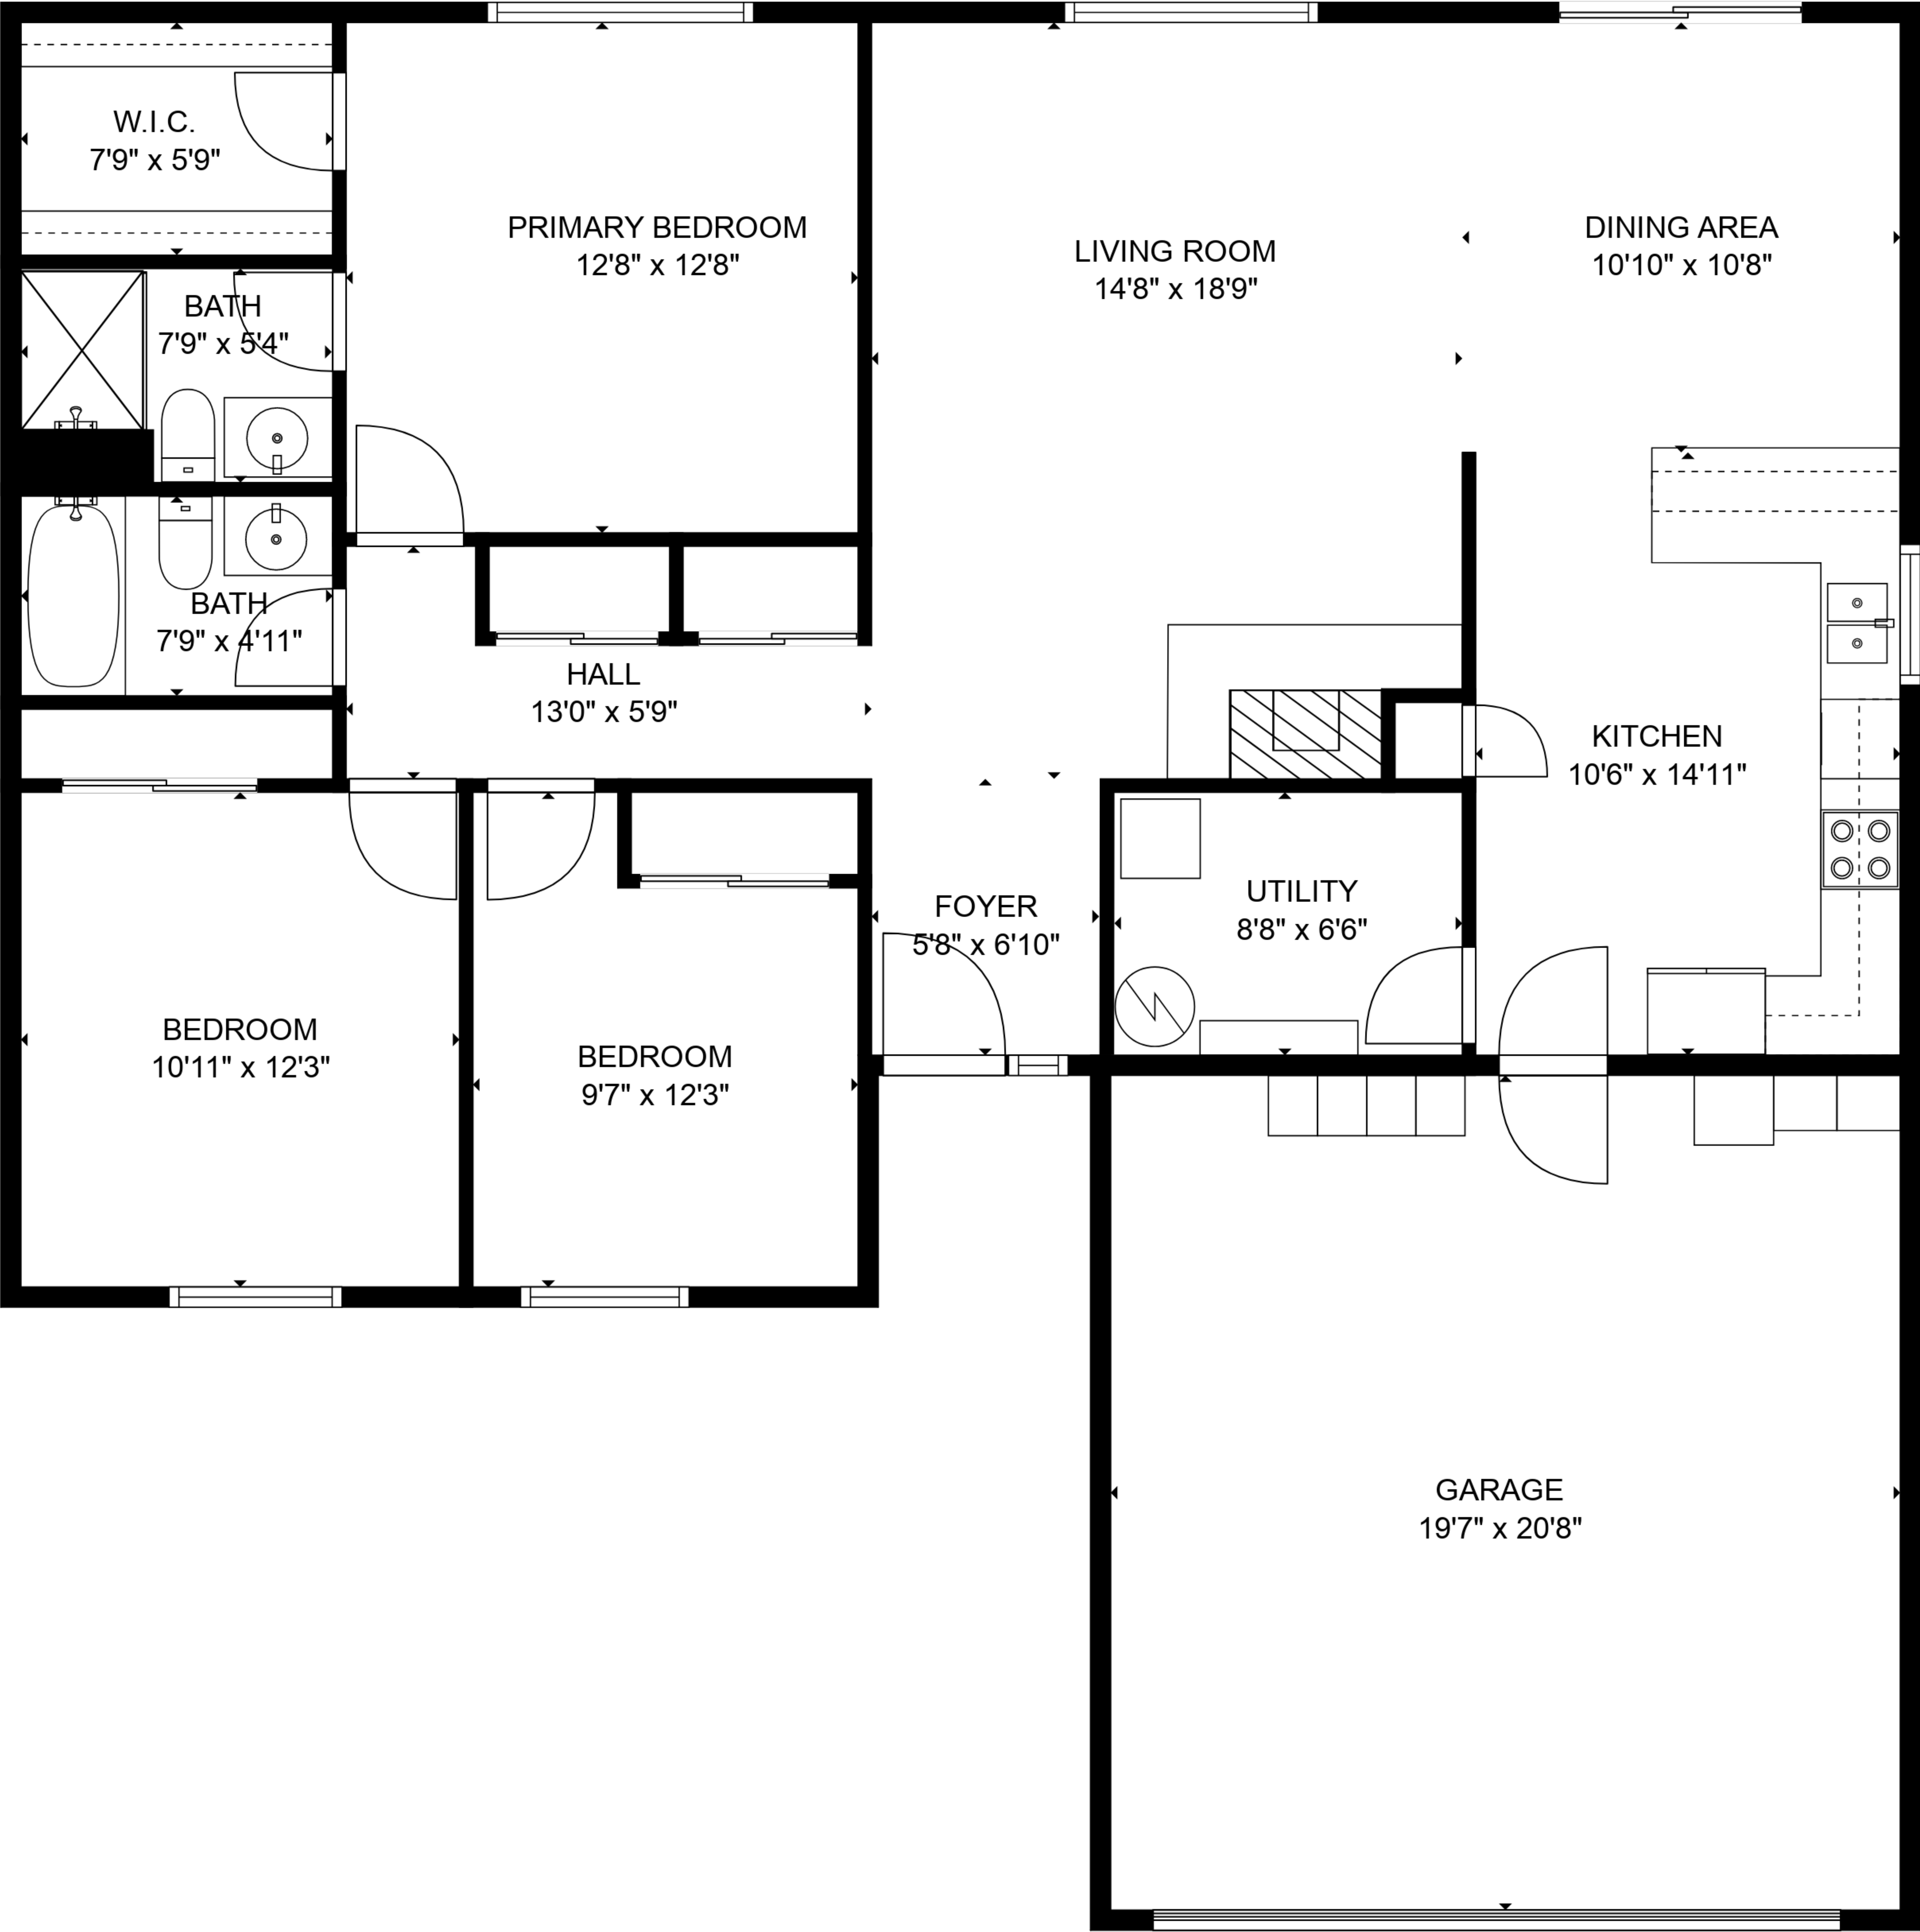 W.I.C.
7'9" x 5'9"
PRIMARY BEDROOM
12'8" x 12'8"
LIVING ROOM
14'8" x 18'9"
DINING AREA
10'10" x 10'8"
BATH
7'9" x 5'4"
BATH
7'9" x 4'11"
HALL
13'0" x 5'9"
KITCHEN
10'6" x 14'11"
FOYER
5'8" x 6'10"
UTILITY
8'8" x 6'6"
BEDROOM
10'11" x 12'3"
BEDROOM
9'7" x 12'3"
GARAGE
19'7" x 20'8"